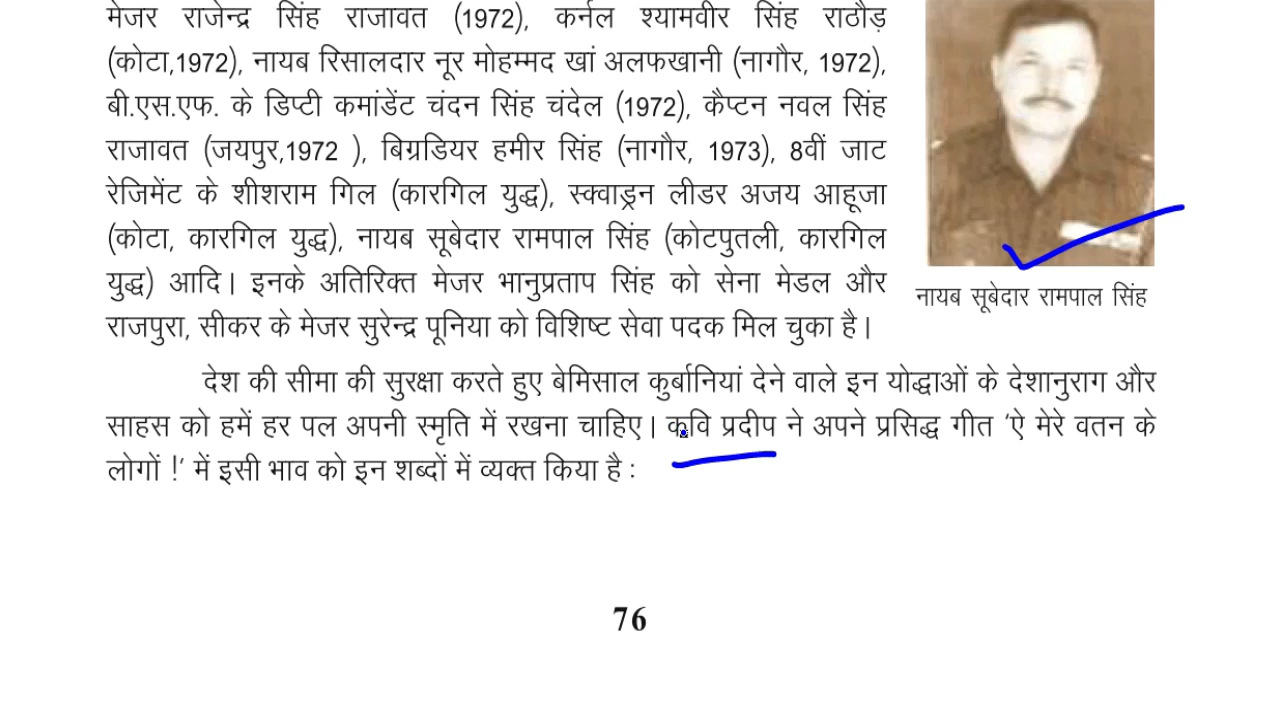 मेजर राजेन्द्र सिंह राजावत (1972), कर्नल श्यामवीर सिंह राठौड़
(कोटा,1972), नायब रिसालदार नूर मोहम्मद खां अलफखानी (नागौर, 1972),
बी.एस.एफ. के डिप्टी कमांडेंट चंदन सिंह चंदेल (1972), कैप्टन नवल सिंह
राजावत (जयपुर,1972 ), बिग्रडियर हमीर सिंह (नागौर, 1973), 8वीं जाट
रेजिमेंट के शीशराम गिल (कारगिल युद्ध), स्क्वाड्रन लीडर अजय आहूजा
(कोटा, कारगिल युद्ध), नायब सूबेदार रामपाल सिंह (कोटपुतली, कारगिल
युद्ध) आदि। इनके अतिरिक्त मेजर भानुप्रताप सिंह को सेना मेडल और
नायब सूबेदार रामपाल सिंह
राजपुरा, सीकर के मेजर सुरेन्द्र पूनिया को विशिष्ट सेवा पदक मिल चुका है।
देश की सीमा की सुरक्षा करते हुए बेमिसाल कुर्बानियां देने वाले इन योद्धाओं के देशानुराग और
साहस को हमें हर पल अपनी स्मृति में रखना चाहिए। कवि प्रदीप ने अपने प्रसिद्ध गीत 'ऐ मेरे वतन के
लोगों !' में इसी भाव को इन शब्दों में व्यक्त किया है :
76